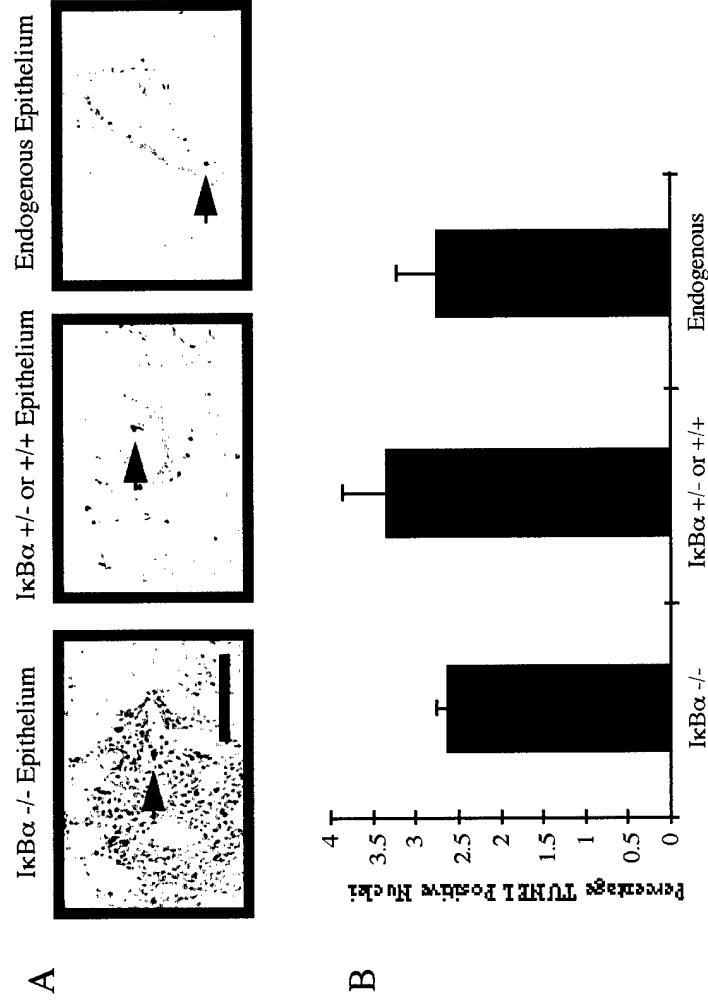 A
IκBα -/- Epithelium
IκBα +/- or +/+ Epithelium
Endogenous Epithelium
B
Percentage TUNEL Positive Nuclei
4
3.5
3
2.5
2
1.5
1
0.5
0
IκBα -/-
IκBα +/- or +/+
Endogenous